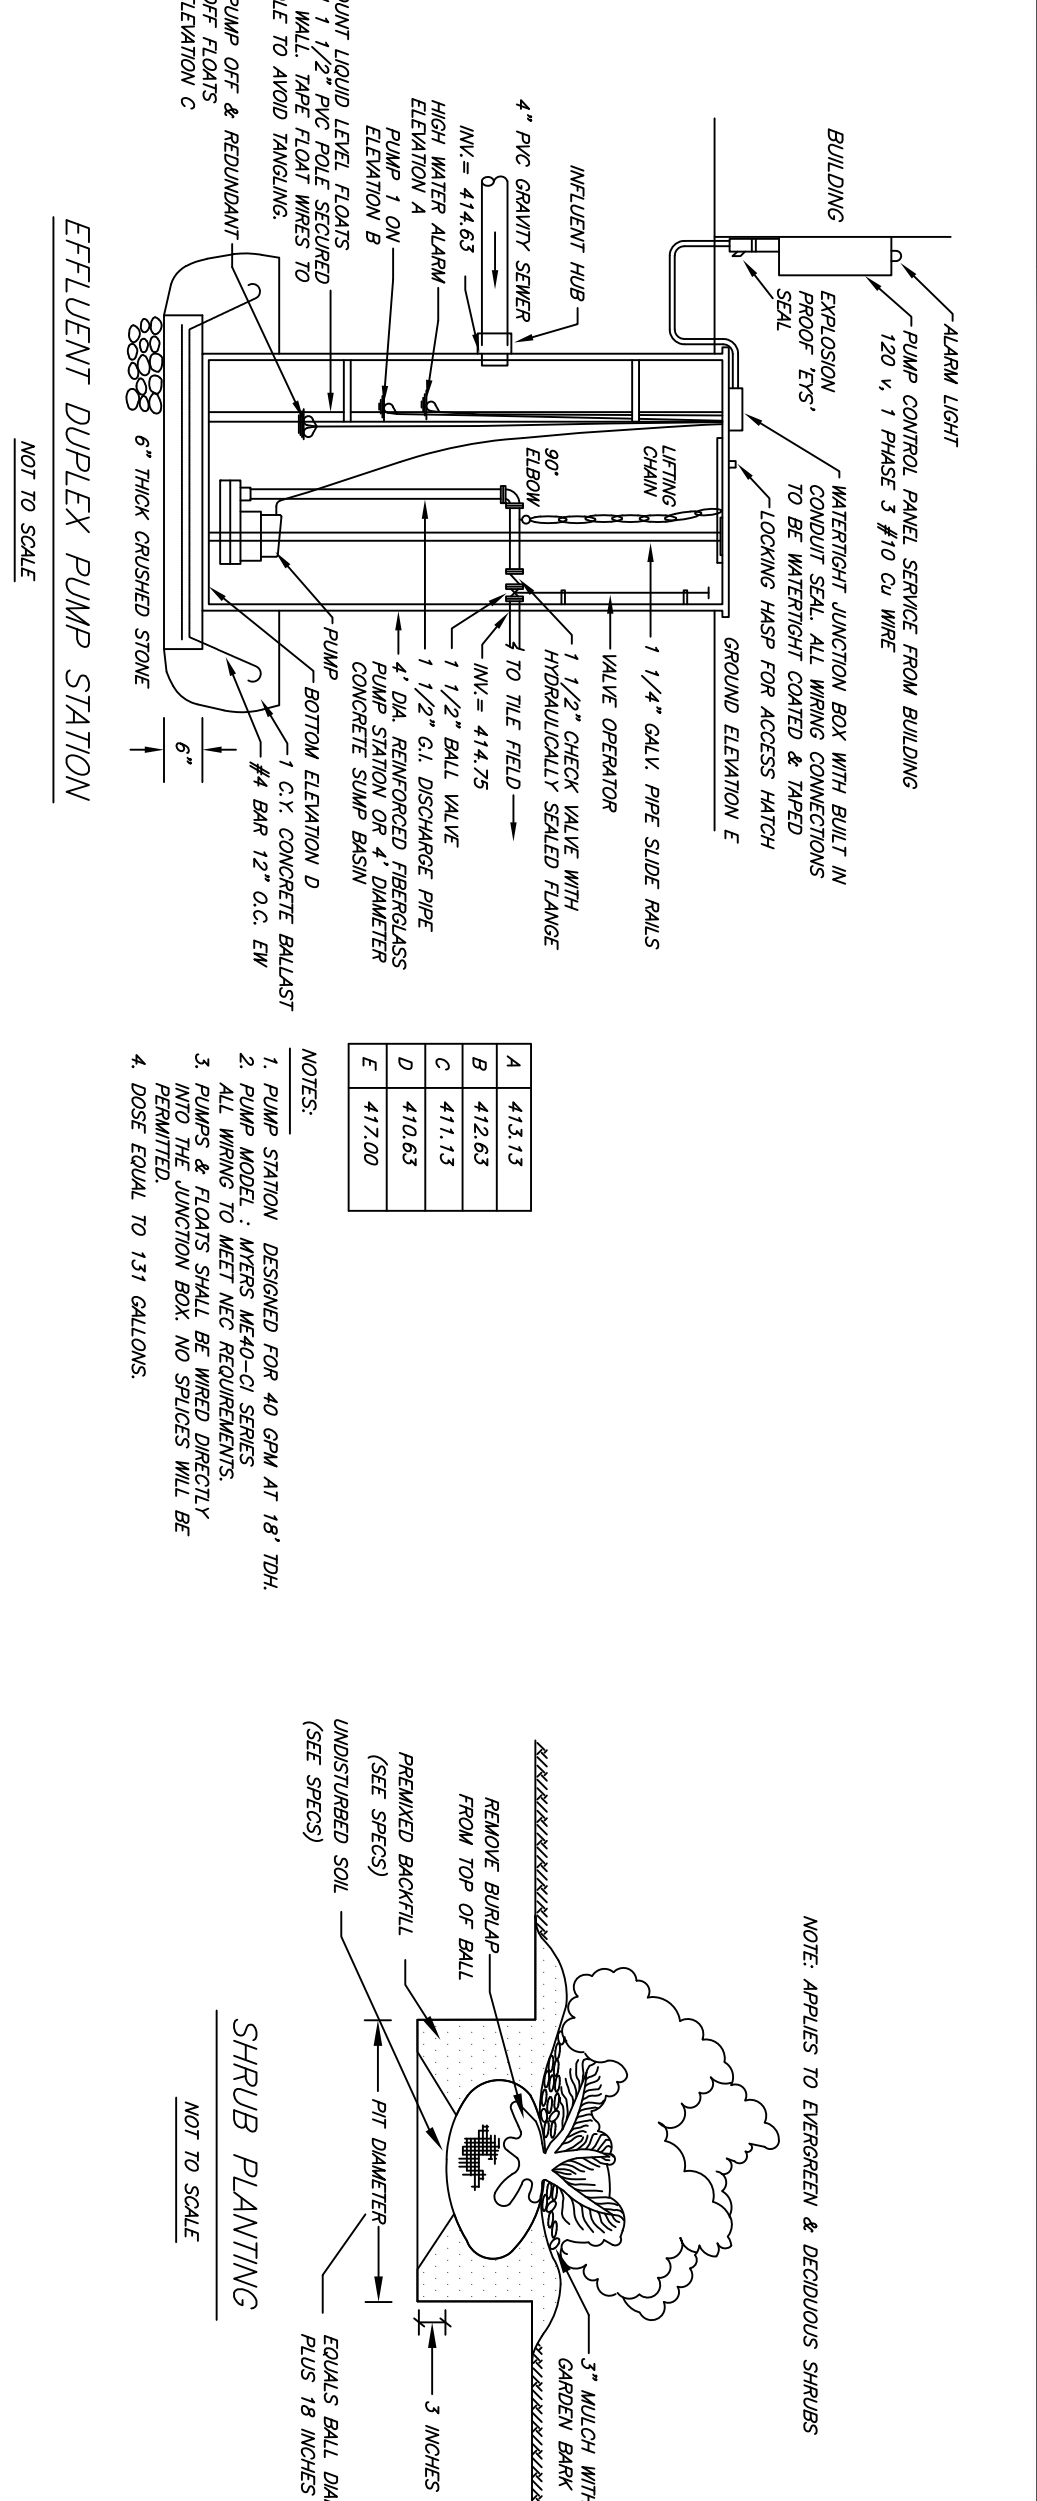 ALARM LIGHT
PUMP CONTROL PANEL SERVICE FROM BUILDING
120 v, 1 PHASE 3 #10 Cu WIRE
BUILDING
EXPLOSION
PROOF 'EYS'
SEAL
WATERTIGHT JUNCTION BOX WITH BUILT IN
CONDUIT SEAL. ALL WIRING CONNECTIONS
TO BE WATERTIGHT COATED & TAPED
LOCKING HASP FOR ACCESS HATCH
GROUND ELEVATION E
LIFTING
CHAIN
1 1/4" GALV. PIPE SLIDE RAILS
VALVE OPERATOR
INFLUENT HUB
4" PVC GRAVITY SEWER
90°
ELBOW
1 1/2" CHECK VALVE WITH
HYDRAULICALLY SEALED FLANGE
TO TILE FIELD
INV.= 414.63
INV.= 414.75
HIGH WATER ALARM
ELEVATION A
1 1/2" BALL VALVE
1 1/2" G.I. DISCHARGE PIPE
PUMP 1 ON
ELEVATION B
4' DIA. REINFORCED FIBERGLASS
PUMP STATION OR 4' DIAMETER
CONCRETE SUMP BASIN
UNT LIQUID LEVEL FLOATS
1 1/2" PVC POLE SECURED
WALL. TAPE FLOAT WIRES TO
LE TO AVOID TANGLING.
PUMP
BOTTOM ELEVATION D
PUMP OFF & REDUNDANT
OFF FLOATS
ELEVATION C
1 C.Y. CONCRETE BALLAST
#4 BAR 12" O.C. EW
6"
6" THICK CRUSHED STONE
EFFLUENT DUPLEX PUMP STATION
NOT TO SCALE
A 413.13
B 412.63
C 411.13
D 410.63
E 417.00
NOTES:
1. PUMP STATION DESIGNED FOR 40 GPM AT 18' TDH.
2. PUMP MODEL : MYERS ME40-CI SERIES
ALL WIRING TO MEET NEC REQUIREMENTS.
3. PUMPS & FLOATS SHALL BE WIRED DIRECTLY
INTO THE JUNCTION BOX. NO SPLICES WILL BE
PERMITTED.
4. DOSE EQUAL TO 131 GALLONS.
NOTE: APPLIES TO EVERGREEN & DECIDUOUS SHRUBS
3" MULCH WITH
GARDEN BARK
REMOVE BURLAP
FROM TOP OF BALL
PREMIXED BACKFILL
(SEE SPECS)
3 INCHES
UNDISTURBED SOIL
(SEE SPECS)
PIT DIAMETER
EQUALS BALL DIA
PLUS 18 INCHES
SHRUB PLANTING
NOT TO SCALE